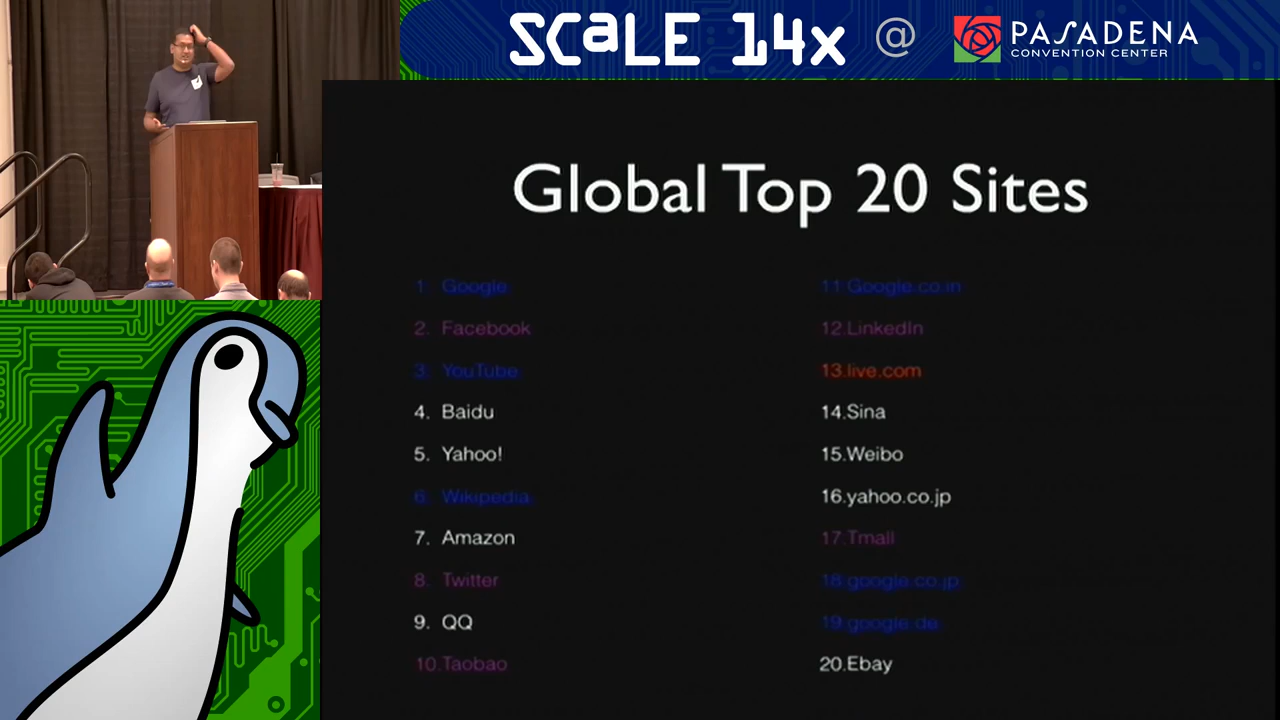 SCALE 14x @ PASADENA
CONVENTION CENTER
Global Top 20 Sites
1. Google
2. Facebook
3. YouTube
4. Baidu
5. Yahoo!
6. Wikipedia
7. Amazon
8. Twitter
9. QQ
10.Taobao
11.Google.co.in
12.LinkedIn
13.live.com
14.Sina
15.Weibo
16.yahoo.co.jp
17.Tmall
18.google.co.jp
19.google.de
20.Ebay